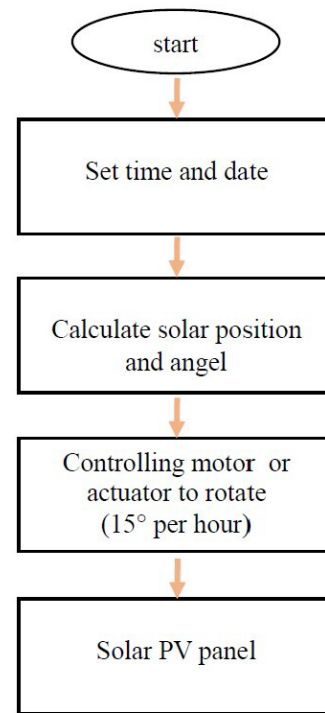 start
Set time and date
Calculate solar position
and angel
Controlling motor or
actuator to rotate
(15° per hour)
Solar PV panel